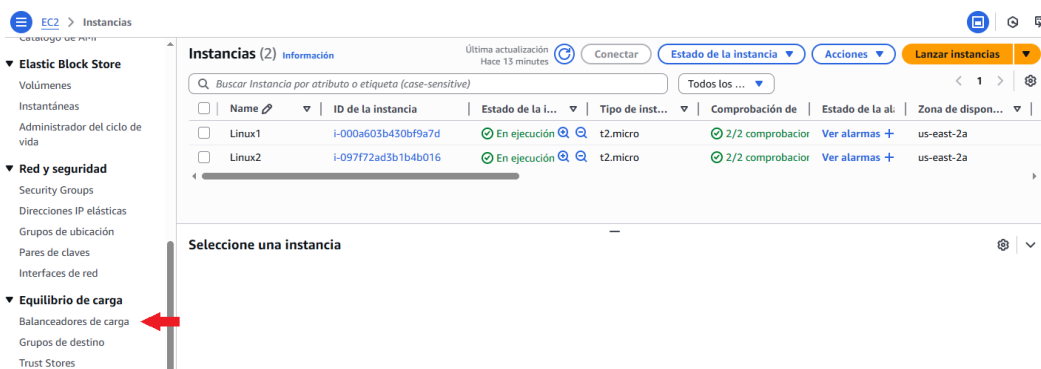 EC2 > Instancias
Catálogo de AMI
Elastic Block Store
Volúmenes
Instantáneas
Administrador del ciclo de
vida
Red y seguridad
Security Groups
Direcciones IP elásticas
Grupos de ubicación
Pares de claves
Interfaces de red
Equilibrio de carga
Balanceadores de carga
Grupos de destino
Trust Stores
Instancias (2) Información
Última actualización
Hace 13 minutes
Conectar
Estado de la instancia
Acciones
Lanzar instancias
Buscar Instancia por atributo o etiqueta (case-sensitive)
Todos los ...
1
Name ID de la instancia Estado de la i... Tipo de inst... Comprobación de Estado de la al Zona de dispon...
Linux1 i-000a603b430bf9a7d En ejecución t2.micro 2/2 comprobacior Ver alarmas + us-east-2a
Linux2 i-097f72ad3b1b4b016 En ejecución t2.micro 2/2 comprobacior Ver alarmas + us-east-2a
Seleccione una instancia